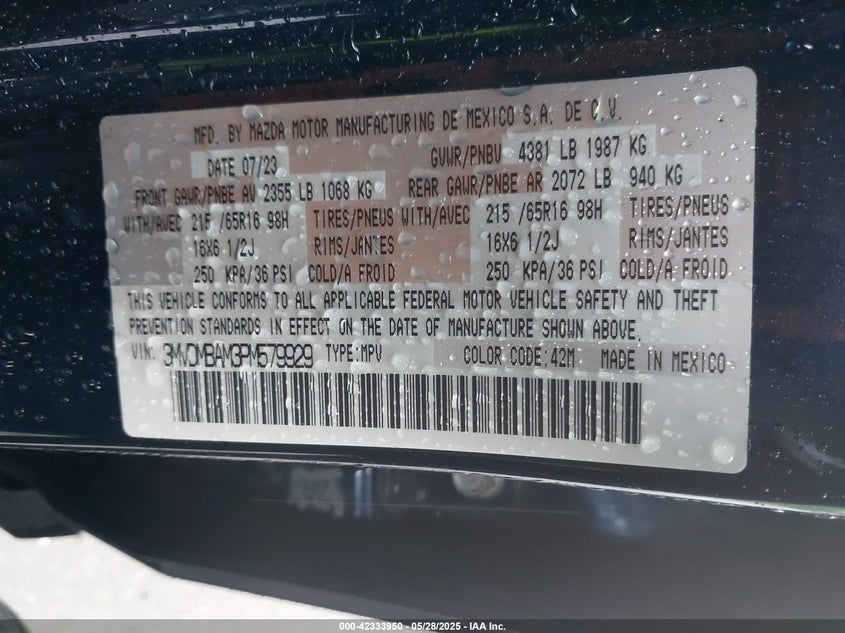 MFD. BY MAZDA MOTOR MANUFACTURING DE MEXICO S.A. DE C.V.
DATE 07/23 GVWR/PNBV 4381 LB 1987 KG
FRONT GAWR/PNBE AV 2355 LB 1068 KG REAR GAWR/PNBE AR 2072 LB 940 KG
WITH/AVEC 215 /65R16 98H TIRES/PNEUS WITH/AVEC 215 /65R16 98H TIRES/PNEUS
16X6 1/2J RIMS/JANTES 16X6 1/2J RIMS/JANTES
250 KPA/36 PSI COLD/A FROID 250 KPA/36 PSI COLD/A FROID
THIS VEHICLE CONFORMS TO ALL APPLICABLE FEDERAL MOTOR VEHICLE SAFETY AND THEFT
PREVENTION STANDARDS IN EFFECT ON THE DATE OF MANUFACTURE SHOWN ABOVE.
VIN: 3MVDMBAM3PM579929 TYPE:MPV COLOR CODE:42M MADE IN MEXICO
000-42333950 - 05/28/2025 - IAA Inc.